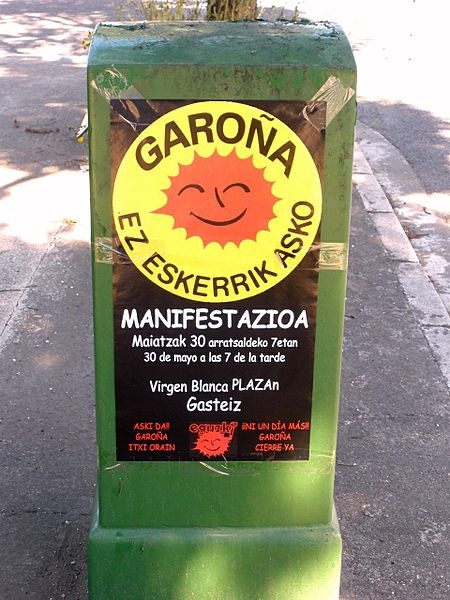 GAROÑA
EZ ESKERRIK ASKO
MANIFESTAZIOA
Maiatzak 30 arratsaldeko 7etan
30 de mayo a las 7 de la tarde
Virgen Blanca PLAZAn
Gasteiz
ASKI DA!!
GAROÑA
ITXI ORAIN
eguzki
¡¡NI UN DÍA MÁS!!
GAROÑA
CIERRE YA